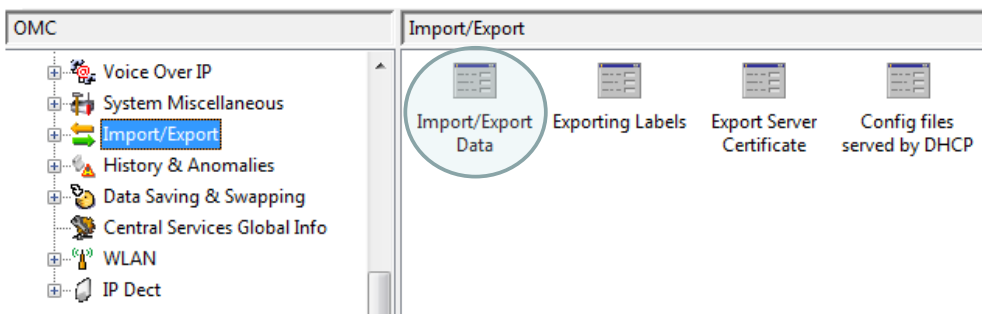 OMC
Voice Over IP
System Miscellaneous
Import/Export
History & Anomalies
Data Saving & Swapping
Central Services Global Info
WLAN
IP Dect
Import/Export
Import/Export
Data
Exporting Labels
Export Server
Certificate
Config files
served by DHCP